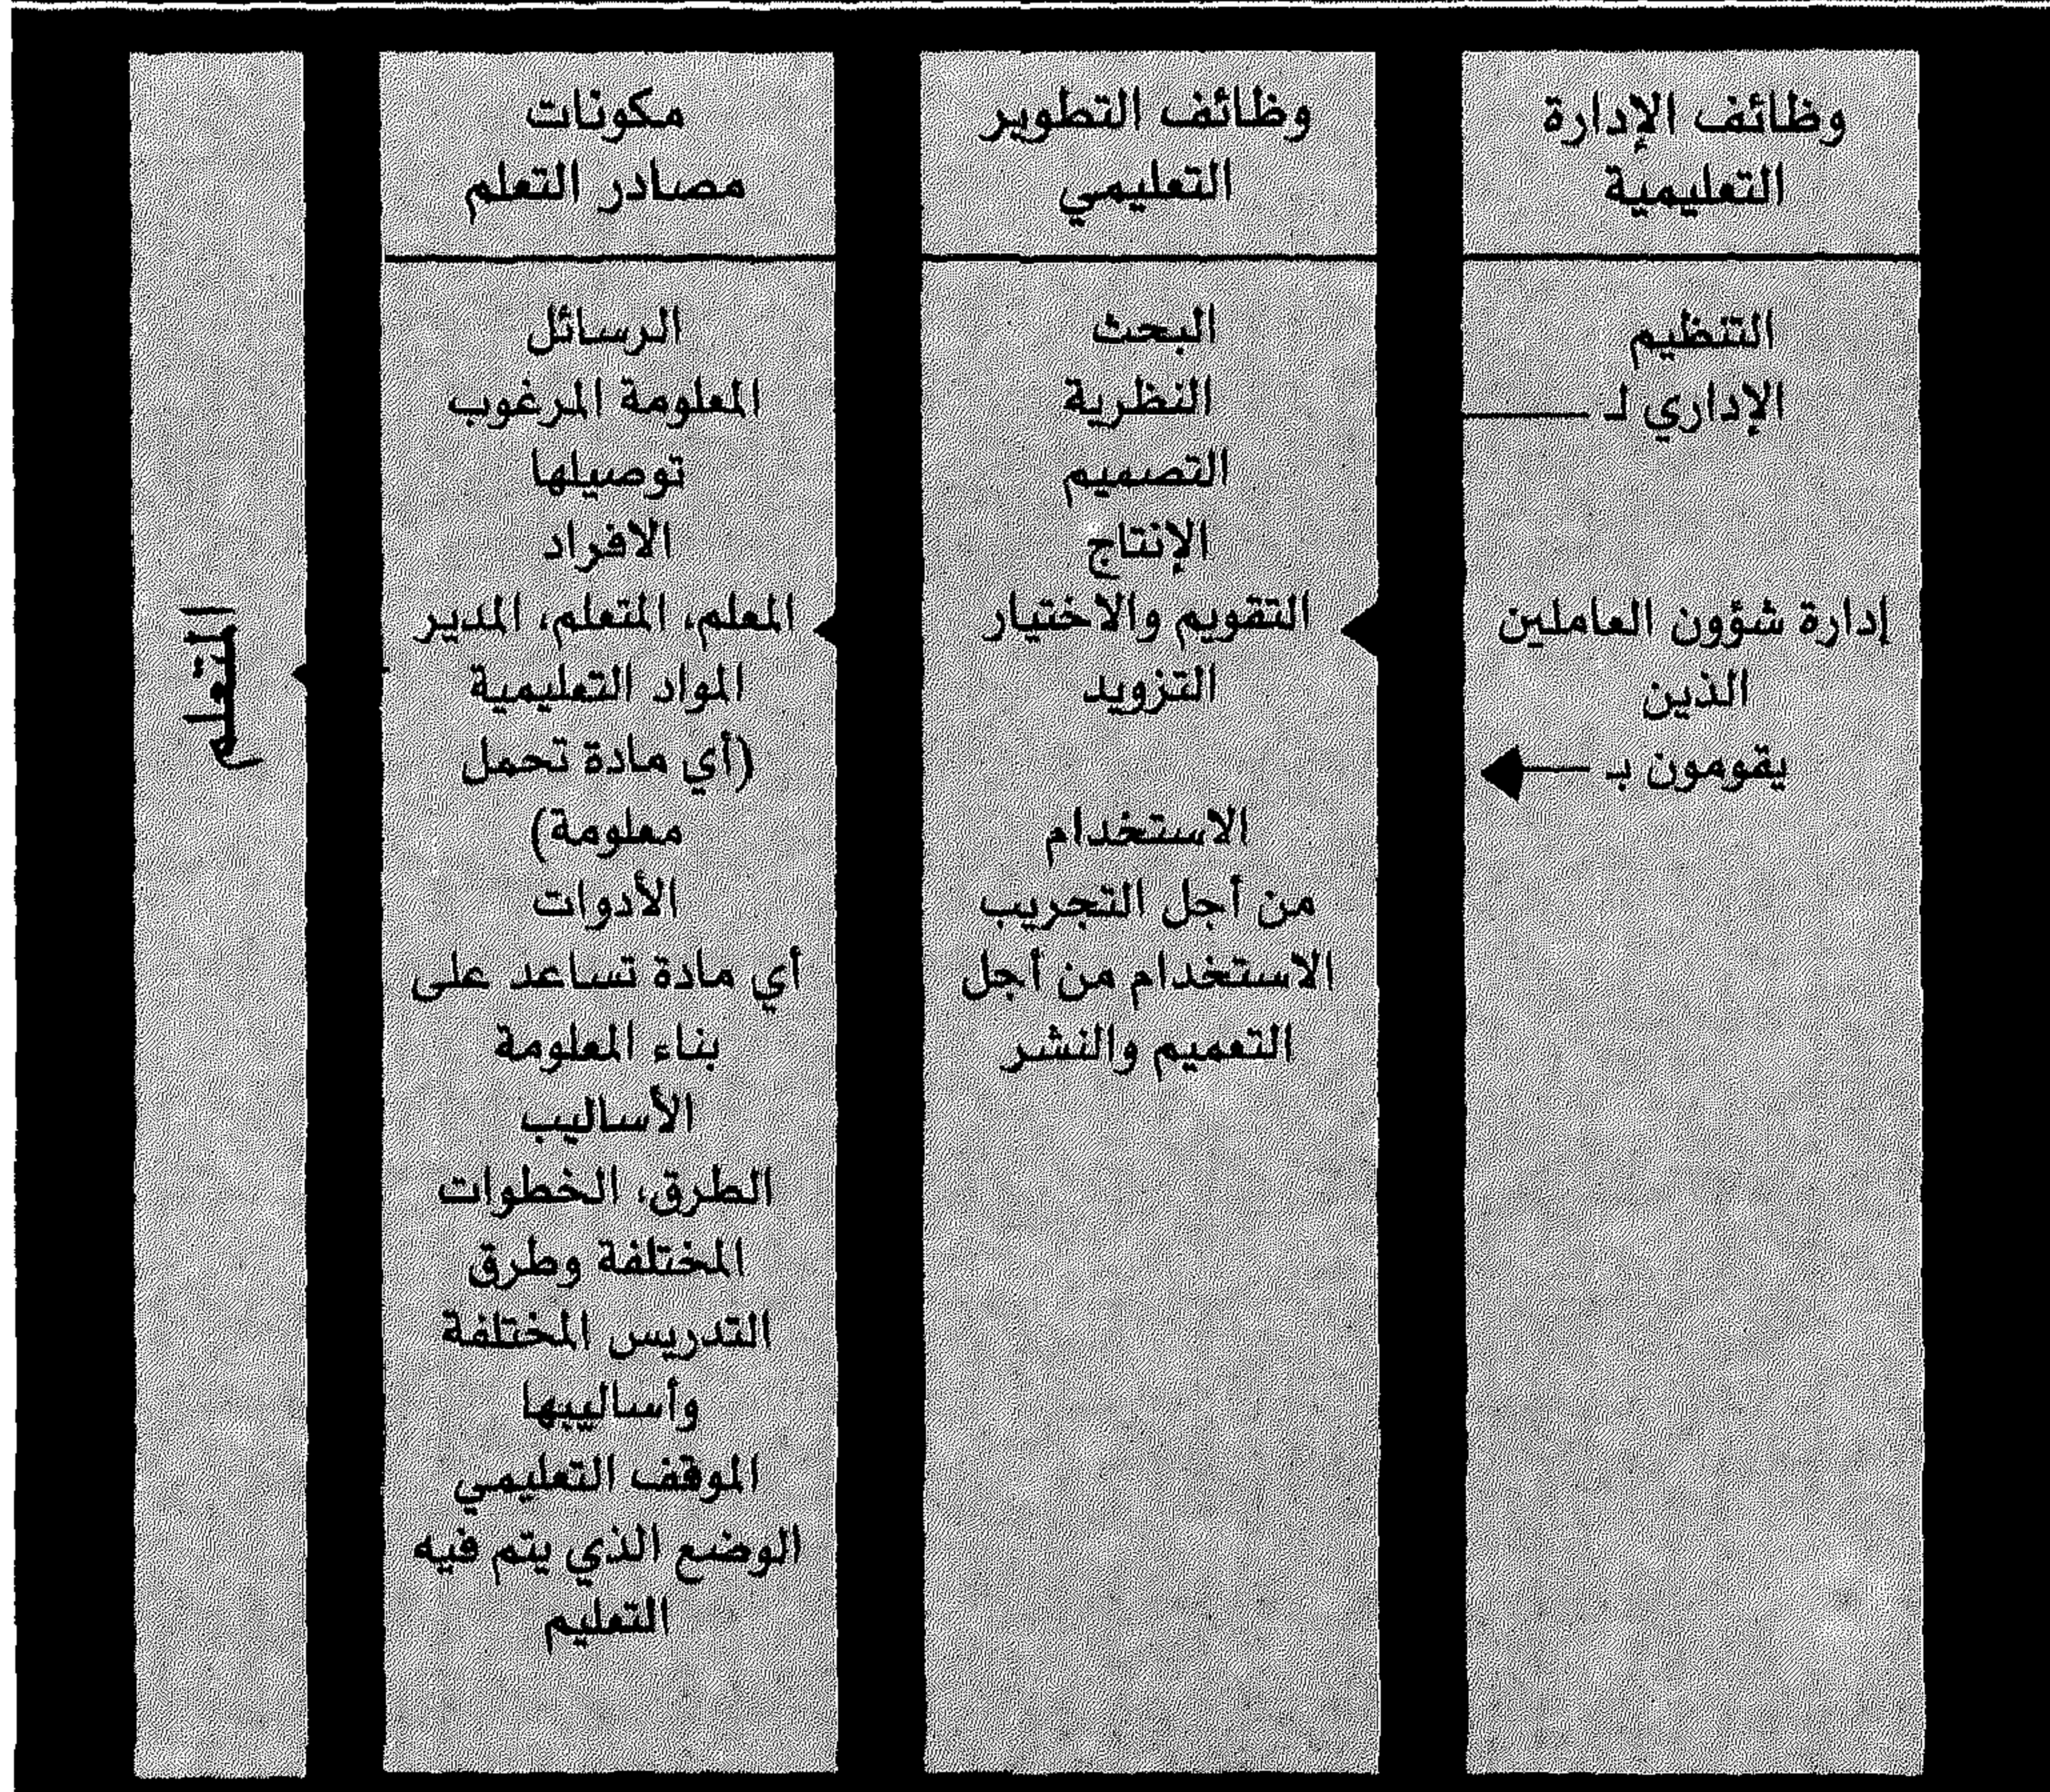 وظائف الإدارة
التعليمية
التنظيم
الإداري لـ
إدارة شؤون العاملين
الذين
يقومون بـ
وظائف التطوير
التعليمي
البحث
النظرية
التصميم
الإنتاج
التقويم والاختيار
التزويد
الاستخدام
من أجل التجريب
الاستخدام من أجل
التعميم والنشر
مكونات
مصادر التعلم
الرسائل
المعلومة المرغوب
توصيلها
الافراد
المعلم، المتعلم، المدير
المواد التعليمية
(أي مادة تحمل
معلومة)
الأدوات
أي مادة تساعد على
بناء المعلومة
الأساليب
الطرق، الخطوات
المختلفة وطرق
التدريس المختلفة
وأساليبها
الموقف التعليمي
الوضع الذي يتم فيه
التعليم
المتعلم